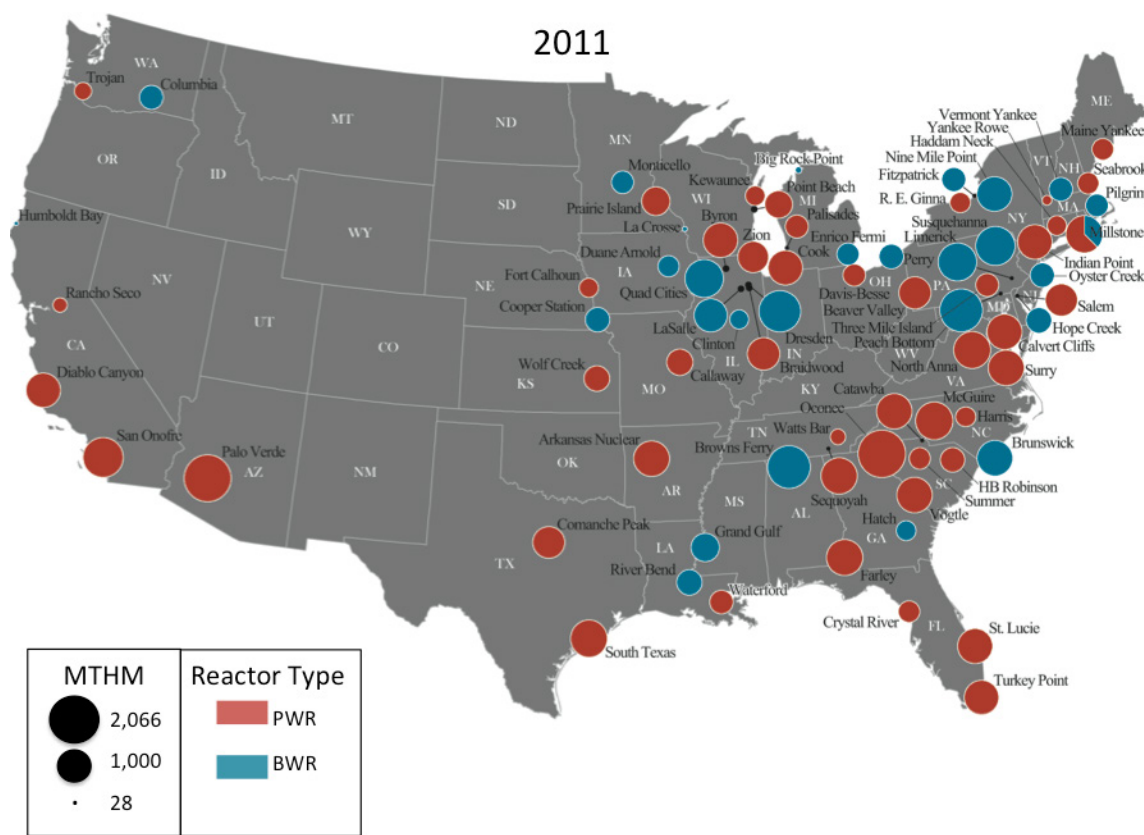 2011
WA
Trojan
Columbia
MT
ND
MN
ME
OR
ID
SD
WY
Humboldt Bay
Monticello
Prairie Island
La Crosse
WI
Kewaunee
Big Rock Point
Point Beach
MI
Palisades
Byron
Zion
Cook
Enrico Fermi
Duane Arnold
IA
Quad Cities
Fort Calhoun
Cooper Station
NE
LaSalle
Clinton
IL
Dresden
Bruidwood
IN
Vermont Yankee
Yankee Rowe
Haddam Neck
Nine Mile Point
Fitzpatrick
R. E. Ginna
Maine Yankee
VT
NH
Seabrook
MA
Pilgrim
Millstone
NY
Susquehanna
Limerick
Perry
Indian Point
Oyster Creek
OH
PA
NJ
Davis-Besse
Beaver Valley
Three Mile Island
Peach Bottom
MD
Salem
Hope Creek
Calvert Cliffs
WV
North Anna
VA
Surry
NV
UT
CO
CA
Rancho Seco
Diablo Canyon
San Onofre
Palo Verde
AZ
NM
KS
Wolf Creek
MO
Callaway
KY
Catawba
McGuire
Oconee
Harris
NC
Watts Bar
TN
Browns Ferry
Brunswick
HB Robinson
Summer
SC
Sequoyah
Vogtle
OK
Arkansas Nuclear
AR
MS
AL
Hatch
GA
Farley
TX
Comanche Peak
LA
Grand Gulf
River Bend
Waterford
South Texas
Crystal River
FL
St. Lucie
Turkey Point
MTHM
2,066
1,000
28
Reactor Type
PWR
BWR